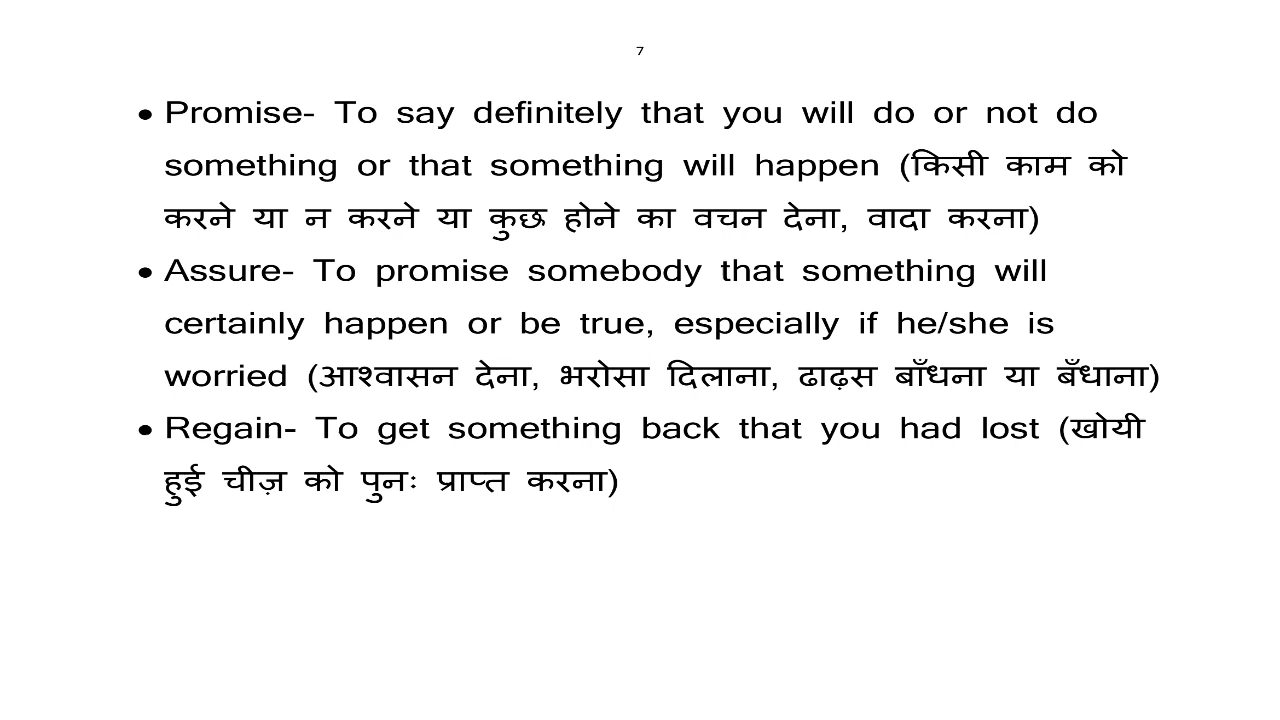 7
• Promise- To say definitely that you will do or not do
something or that something will happen (किसी काम को
करने या न करने या कुछ होने का वचन देना, वादा करना)
• Assure- To promise somebody that something will
certainly happen or be true, especially if he/she is
worried (आश्वासन देना, भरोसा दिलाना, ढाढ़स बाँधना या बँधाना)
• Regain- To get something back that you had lost (खोयी
हुई चीज़ को पुनः प्राप्त करना)